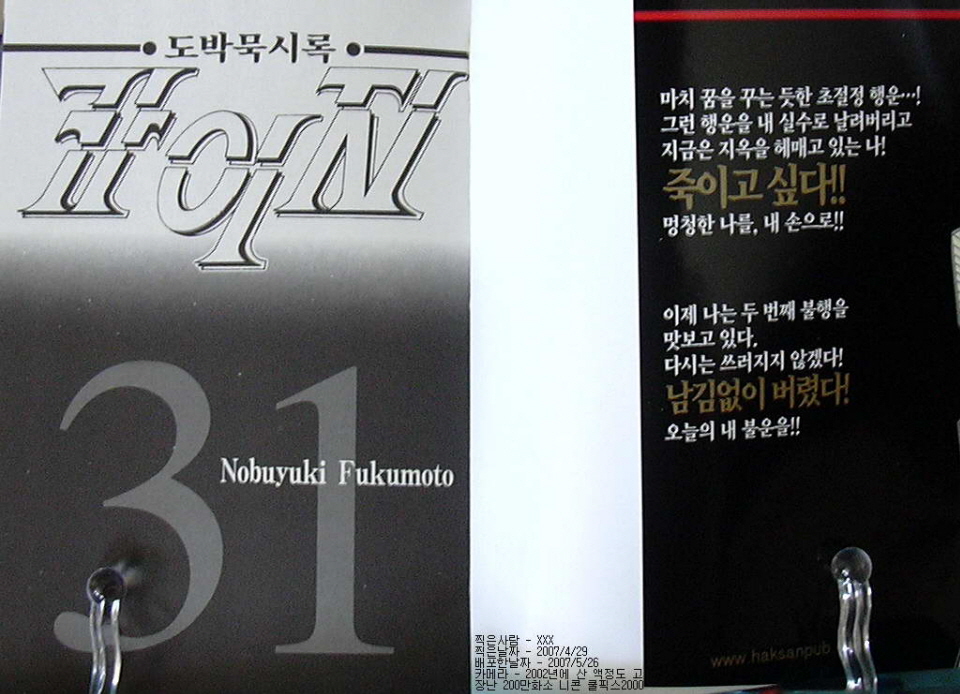 도박묵시록
카이지
31
Nobuyuki Fukumoto
마치 꿈을 꾸는 듯한 초절정 행운…!
그런 행운을 내 실수로 날려버리고
지금은 지옥을 헤매고 있는 나!
죽이고 싶다!!
멍청한 나를, 내 손으로!!
이제 나는 두 번째 불행을
맛보고 있다.
다시는 쓰러지지 않겠다!
남김없이 버렸다!
오늘의 내 불운을!!
www.haksanpub
찍은사람 - XXX
찍은날짜 - 2007/4/29
배포한날짜 - 2007/5/26
카메라 - 2002년에 산 액정도 고
장난 200만화소 니콘 쿨픽스2000